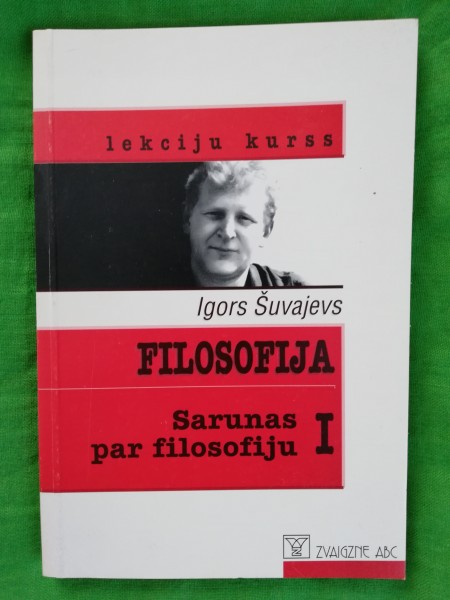 lekciju kurss
Igors Šuvajevs
FILOSOFIJA
Sarunas
par filosofiju I
ZVAIGZNE ABC